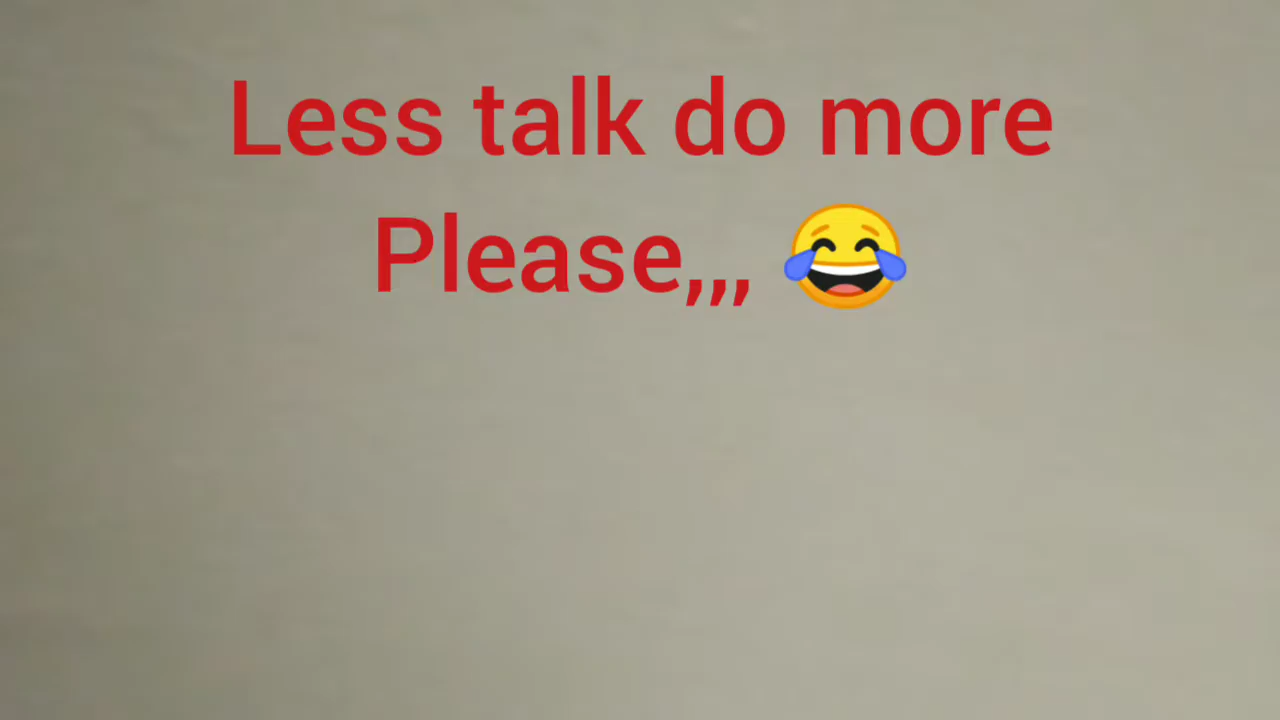 Less talk do more
Please,,, 😂